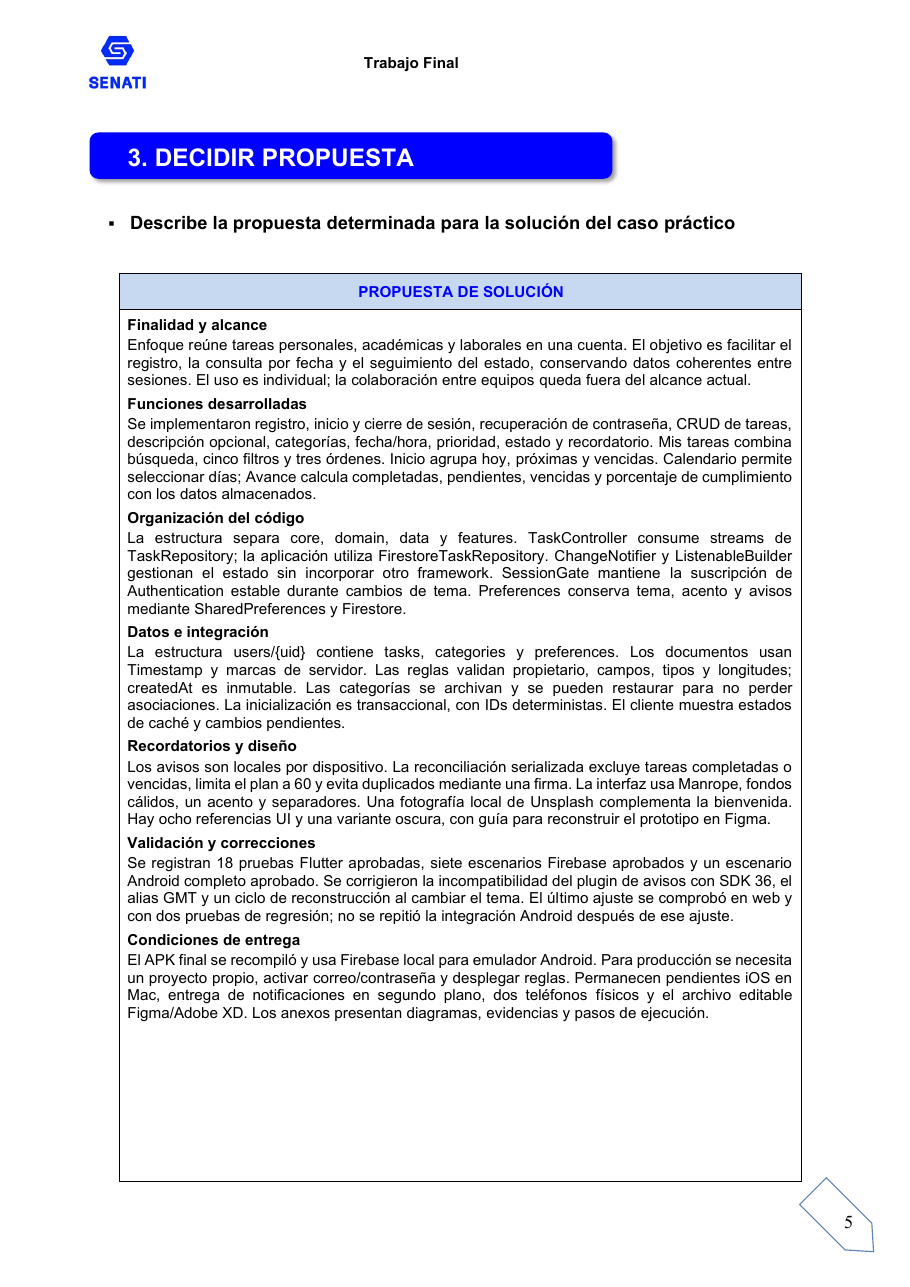 SENATI
Trabajo Final
3. DECIDIR PROPUESTA
▪ Describe la propuesta determinada para la solución del caso práctico
PROPUESTA DE SOLUCIÓN
Finalidad y alcance
Enfoque reúne tareas personales, académicas y laborales en una cuenta. El objetivo es facilitar el
registro, la consulta por fecha y el seguimiento del estado, conservando datos coherentes entre
sesiones. El uso es individual; la colaboración entre equipos queda fuera del alcance actual.
Funciones desarrolladas
Se implementaron registro, inicio y cierre de sesión, recuperación de contraseña, CRUD de tareas,
descripción opcional, categorías, fecha/hora, prioridad, estado y recordatorio. Mis tareas combina
búsqueda, cinco filtros y tres órdenes. Inicio agrupa hoy, próximas y vencidas. Calendario permite
seleccionar días; Avance calcula completadas, pendientes, vencidas y porcentaje de cumplimiento
con los datos almacenados.
Organización del código
La estructura separa core, domain, data y features. TaskController consume streams de
TaskRepository; la aplicación utiliza FirestoreTaskRepository. ChangeNotifier y ListenableBuilder
gestionan el estado sin incorporar otro framework. SessionGate mantiene la suscripción de
Authentication estable durante cambios de tema. Preferences conserva tema, acento y avisos
mediante SharedPreferences y Firestore.
Datos e integración
La estructura users/{uid} contiene tasks, categories y preferences. Los documentos usan
Timestamp y marcas de servidor. Las reglas validan propietario, campos, tipos y longitudes;
createdAt es inmutable. Las categorías se archivan y se pueden restaurar para no perder
asociaciones. La inicialización es transaccional, con IDs deterministas. El cliente muestra estados
de caché y cambios pendientes.
Recordatorios y diseño
Los avisos son locales por dispositivo. La reconciliación serializada excluye tareas completadas o
vencidas, limita el plan a 60 y evita duplicados mediante una firma. La interfaz usa Manrope, fondos
cálidos, un acento y separadores. Una fotografía local de Unsplash complementa la bienvenida.
Hay ocho referencias UI y una variante oscura, con guía para reconstruir el prototipo en Figma.
Validación y correcciones
Se registran 18 pruebas Flutter aprobadas, siete escenarios Firebase aprobados y un escenario
Android completo aprobado. Se corrigieron la incompatibilidad del plugin de avisos con SDK 36, el
alias GMT y un ciclo de reconstrucción al cambiar el tema. El último ajuste se comprobó en web y
con dos pruebas de regresión; no se repitió la integración Android después de ese ajuste.
Condiciones de entrega
El APK final se recompiló y usa Firebase local para emulador Android. Para producción se necesita
un proyecto propio, activar correo/contraseña y desplegar reglas. Permanecen pendientes iOS en
Mac, entrega de notificaciones en segundo plano, dos teléfonos físicos y el archivo editable
Figma/Adobe XD. Los anexos presentan diagramas, evidencias y pasos de ejecución.
5